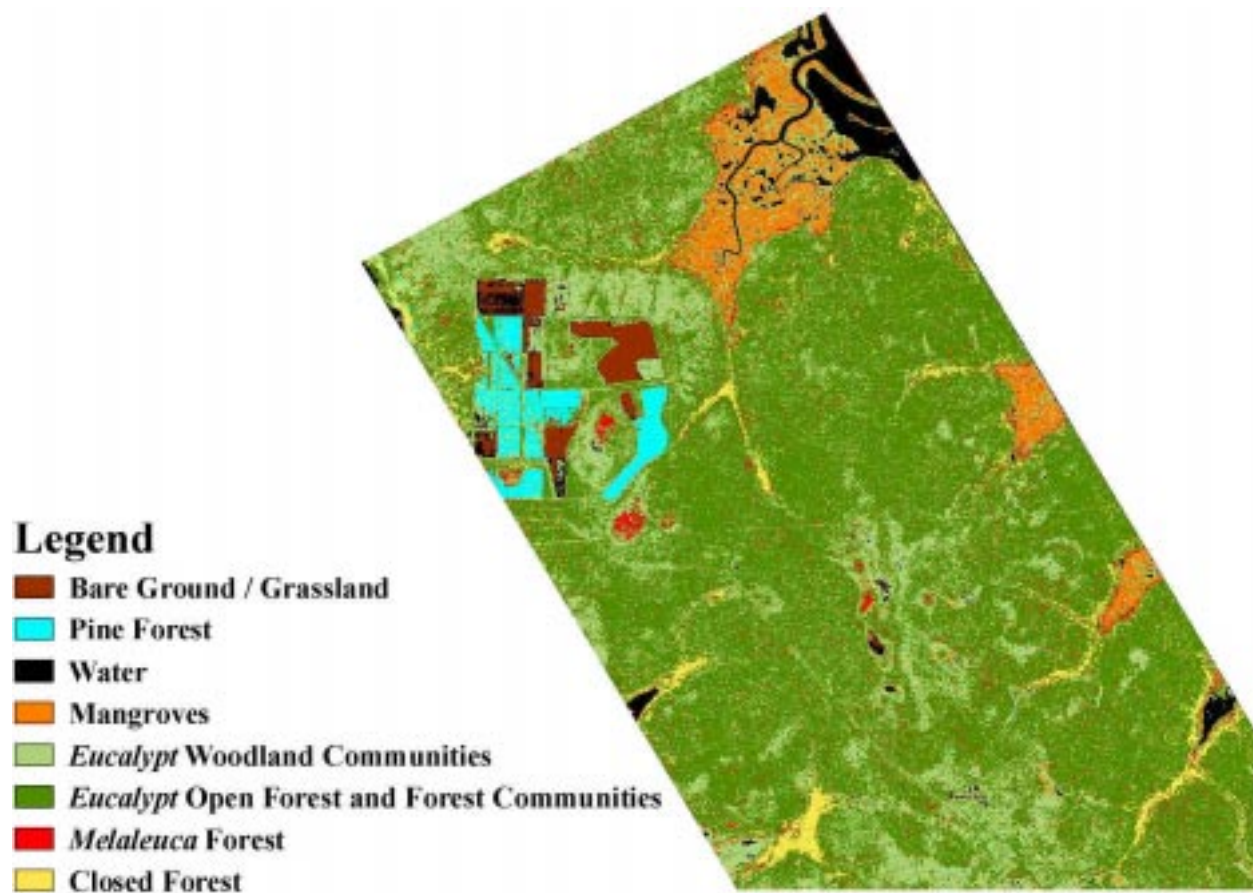 Legend
Bare Ground / Grassland
Pine Forest
Water
Mangroves
Eucalypt Woodland Communities
Eucalypt Open Forest and Forest Communities
Melaleuca Forest
Closed Forest